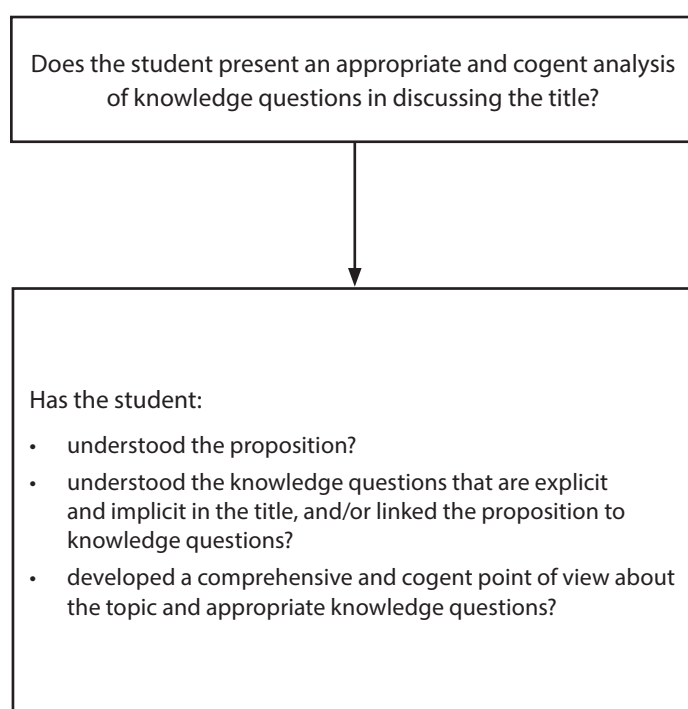 Does the student present an appropriate and cogent analysis
of knowledge questions in discussing the title?
Has the student:
• understood the proposition?
• understood the knowledge questions that are explicit
and implicit in the title, and/or linked the proposition to
knowledge questions?
• developed a comprehensive and cogent point of view about
the topic and appropriate knowledge questions?